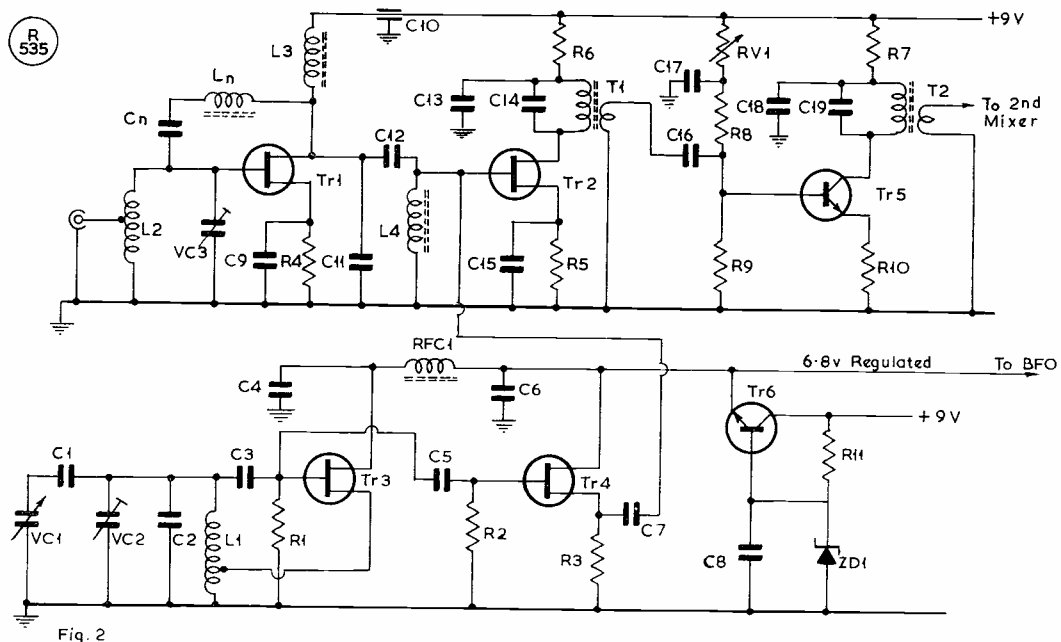 R
535
L3
C10
+9V
R6
RV1
R7
Ln
C17
T1
T2
Cn
C13
C14
C18
C19
To 2nd
Mixer
R8
C12
C16
Tr1
Tr2
Tr5
L2
L4
VC3
C9
R4
C11
C15
R5
R9
R10
RFC1
6·8v Regulated
To BFO
C4
C6
Tr6
+9V
C1
C3
C5
R11
Tr3
Tr4
VC1
VC2
C2
L1
R1
R2
R3
C7
C8
ZD1
Fig. 2